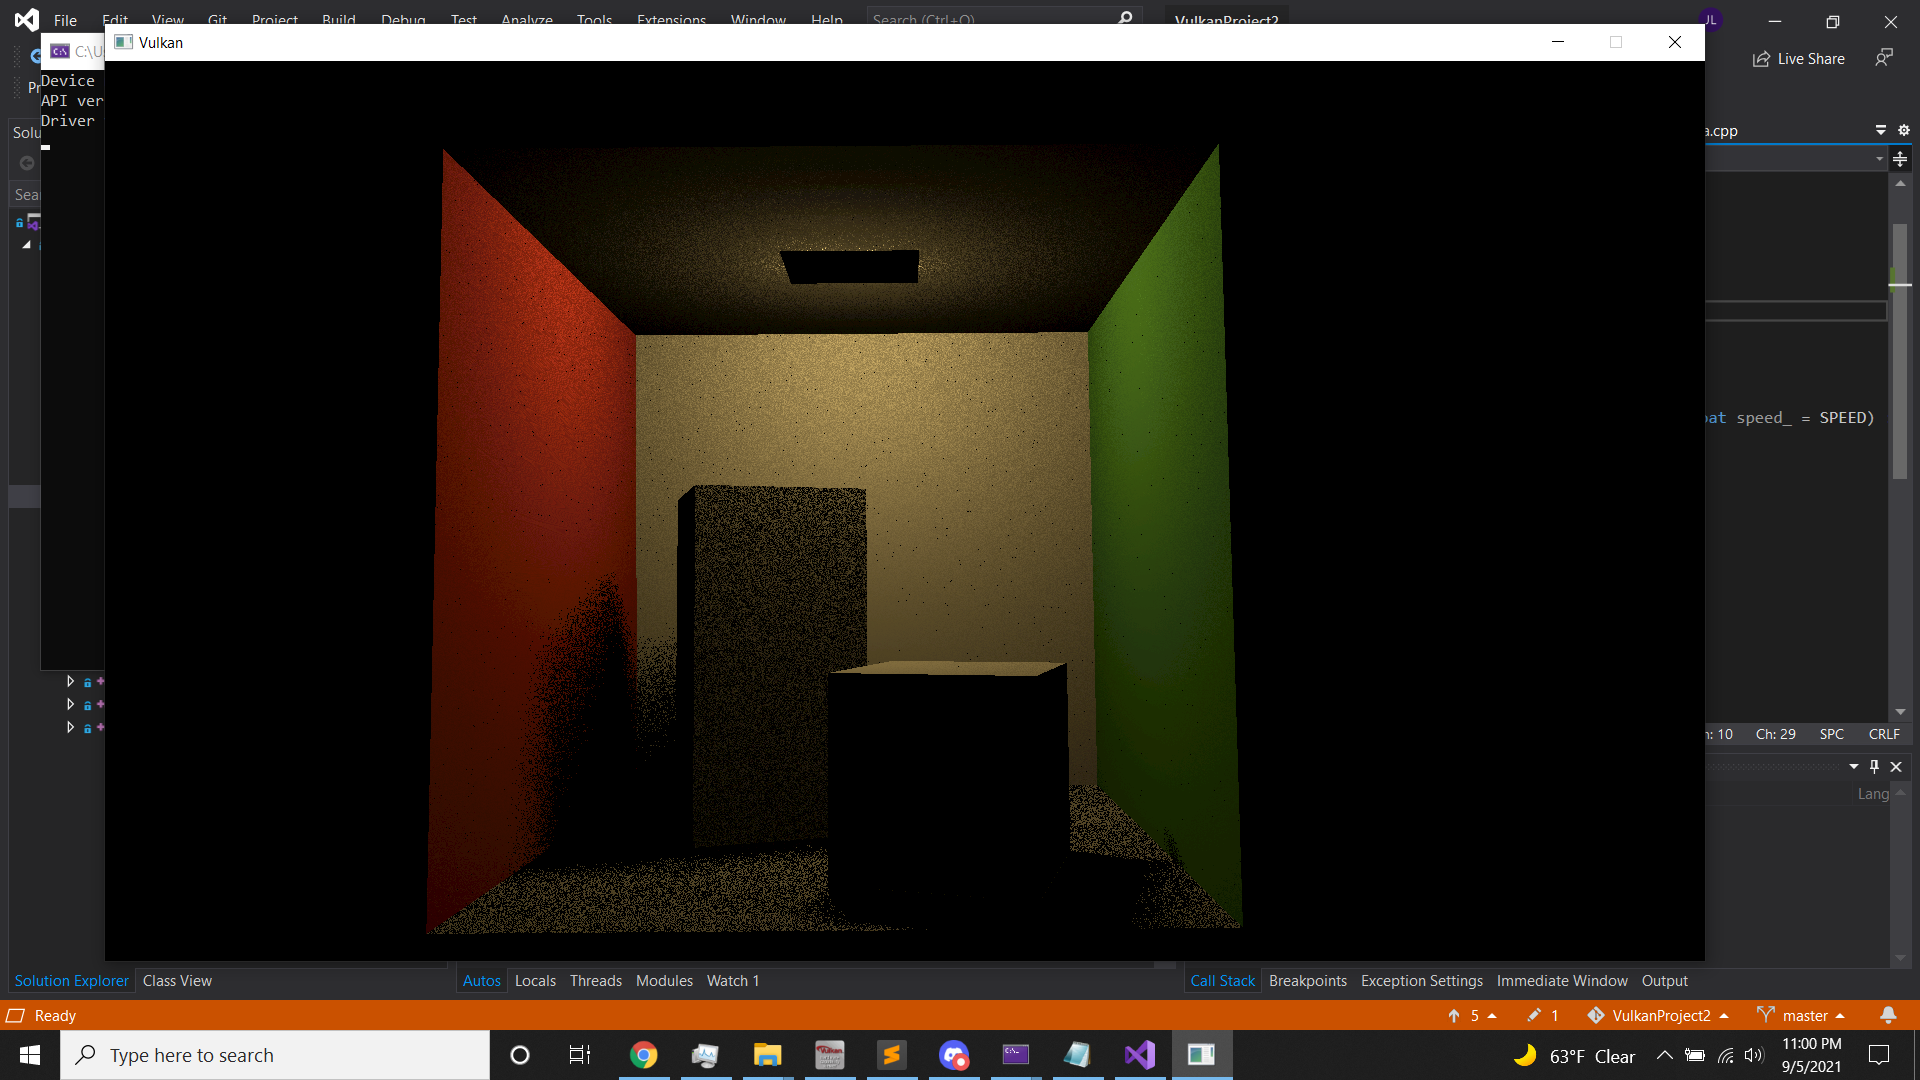 File Edit View Git Project Build Debug Test Analyze Tools Extensions Window Help Search (Ctrl+Q) VulkanProject2 JL
Vulkan
Live Share
Device
API ver
Driver
Solu
Sea
a.cpp
speed_ = SPEED)
Ch: 29 SPC CRLF
Lang
Solution Explorer Class View Autos Locals Threads Modules Watch 1 Call Stack Breakpoints Exception Settings Immediate Window Output
Ready 5 1 VulkanProject2 master
Type here to search 63°F Clear 11:00 PM
9/5/2021